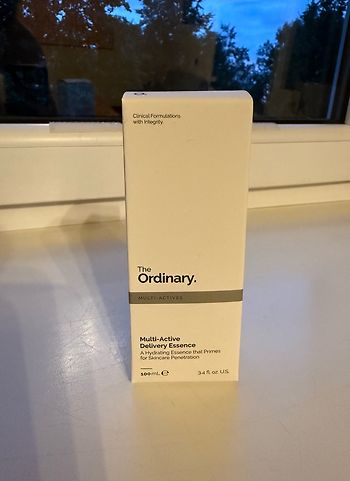 Clinical Formulations
with Integrity.
The
Ordinary.
MULTI-ACTIVES
Multi-Active
Delivery Essence
A Hydrating Essence that Primes
for Skincare Penetration
100mL ℮ 3.4 fl. oz. U.S.